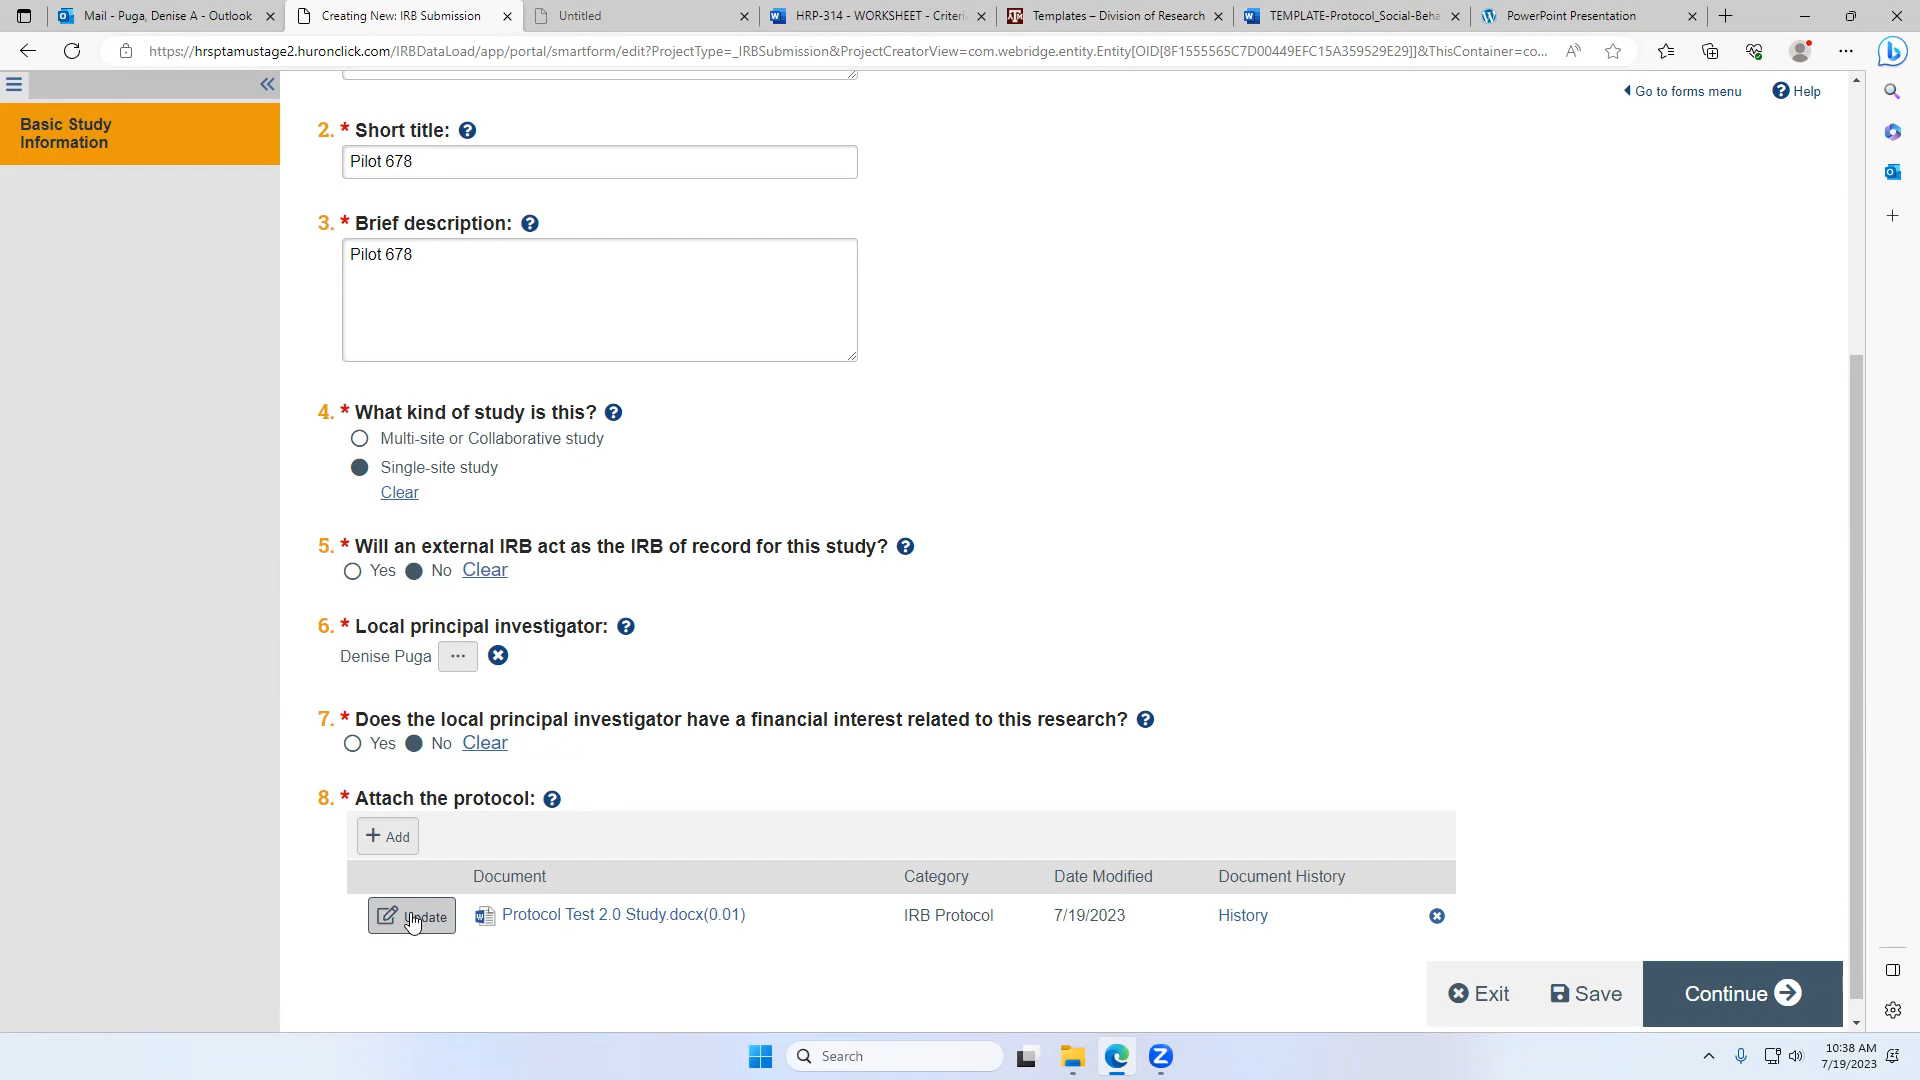 Mail - Puga, Denise A - Outlook
Creating New: IRB Submission
Untitled
HRP-314 - WORKSHEET - Criteri
Templates – Division of Research
TEMPLATE-Protocol_Social-Beha
PowerPoint Presentation
https://hrsptamustage2.huronclick.com/IRBDataLoad/app/portal/smartform/edit?ProjectType=_IRBSubmission&ProjectCreatorView=com.webridge.entity.Entity[OID[8F1555565C7D00449EFC15A359529E29]]&ThisContainer=co...
Go to forms menu
Help
Basic Study
Information
2. * Short title:
Pilot 678
3. * Brief description:
Pilot 678
4. * What kind of study is this?
Multi-site or Collaborative study
Single-site study
Clear
5. * Will an external IRB act as the IRB of record for this study?
Yes No Clear
6. * Local principal investigator:
Denise Puga ...
7. * Does the local principal investigator have a financial interest related to this research?
Yes No Clear
8. * Attach the protocol:
+ Add
Document Category Date Modified Document History
Update Protocol Test 2.0 Study.docx(0.01) IRB Protocol 7/19/2023 History
Exit Save Continue
Search
10:38 AM
7/19/2023